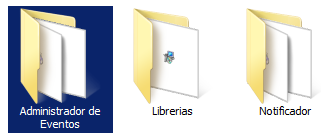 Administrador de
Eventos
Librerias
Notificador